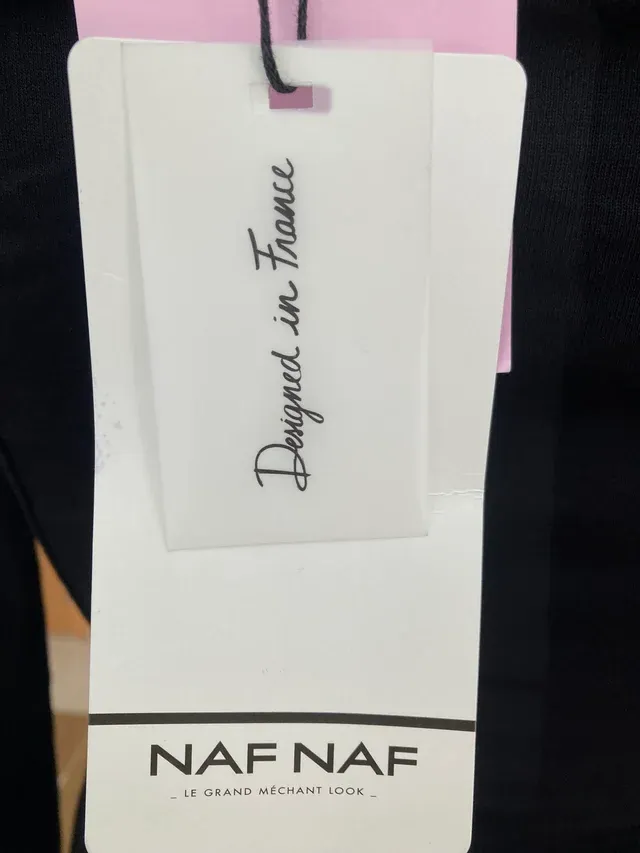 Designed in France
NAF NAF
_ LE GRAND MÉCHANT LOOK _